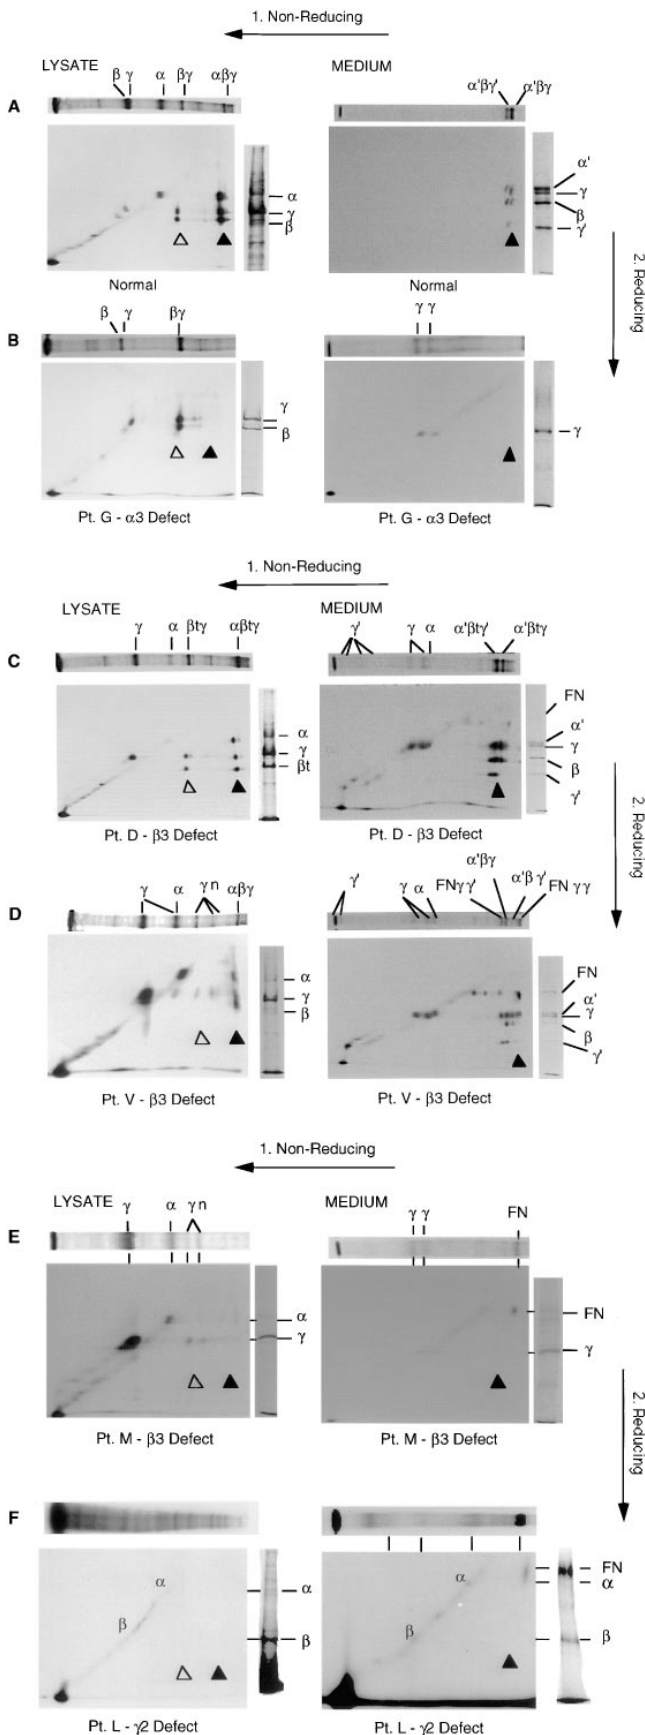 1. Non-Reducing
LYSATE
MEDIUM
β γ α βγ αβγ
α'βγ' α'βγ
A
α
γ
β
α'
γ
β
γ'
Normal
Normal
2. Reducing
B
β γ βγ
γ γ
γ
β
γ
Pt. G - α3 Defect
Pt. G - α3 Defect
1. Non-Reducing
LYSATE
MEDIUM
γ α βtγ αβtγ
γ' γ α α'βtγ' α'βtγ
C
α
γ
βt
FN
α'
γ
β
γ'
Pt. D - β3 Defect
Pt. D - β3 Defect
2. Reducing
D
γ α γn αβγ
γ' γ α FNγγ' α'βγ α'β γ' FN γγ
α
γ
β
FN
α'
γ
β
γ'
Pt. V - β3 Defect
Pt. V - β3 Defect
1. Non-Reducing
LYSATE
MEDIUM
γ α γn
γ γ FN
E
α
γ
FN
γ
Pt. M - β3 Defect
Pt. M - β3 Defect
2. Reducing
F
α
β
α
β
α
β
FN
α
β
Pt. L - γ2 Defect
Pt. L - γ2 Defect